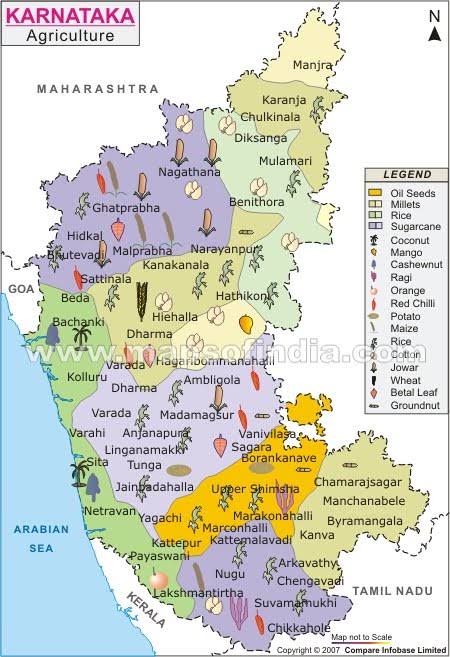 KARNATAKA
Agriculture
N
MAHARASHTRA
Manjra
Karanja
Chulkinala
Diksanga
Mulamari
Nagathana
Benithora
Ghatprabha
Hidkal
Bhutevadi
Malprabha
Narayanpur
Kanakanala
Sattinala
GOA
Beda
Hathikoni
Bachanki
Hiehalla
Dharma
www.mapsofindia.com
Varada
Hagaribommanahalli
Kolluru
Dharma
Ambligola
Varada
Madamagsur
Varahi
Anjanapura
Vanivilasa
Linganamakki
Sagara
Sita
Tunga
Borankanave
Jainbadahalla
Upper Shimsha
Chamarajsagar
Manchanabele
Netravan
Yagachi
Marakonahalli
Byramangala
Marconhalli
Kattepur
Kattemalavadi
Kanva
ARABIAN
SEA
Payaswani
Nugu
Arkavathy
Chengavadi
TAMIL NADU
Lakshmantirtha
KERALA
Suvamamukhi
Chikkahole
LEGEND
Oil Seeds
Millets
Rice
Sugarcane
Coconut
Mango
Cashewnut
Ragi
Orange
Red Chilli
Potato
Maize
Rice
Cotton
Jowar
Wheat
Betal Leaf
Groundnut
Map not to Scale
Copyright © 2007 Compare Infobase Limited